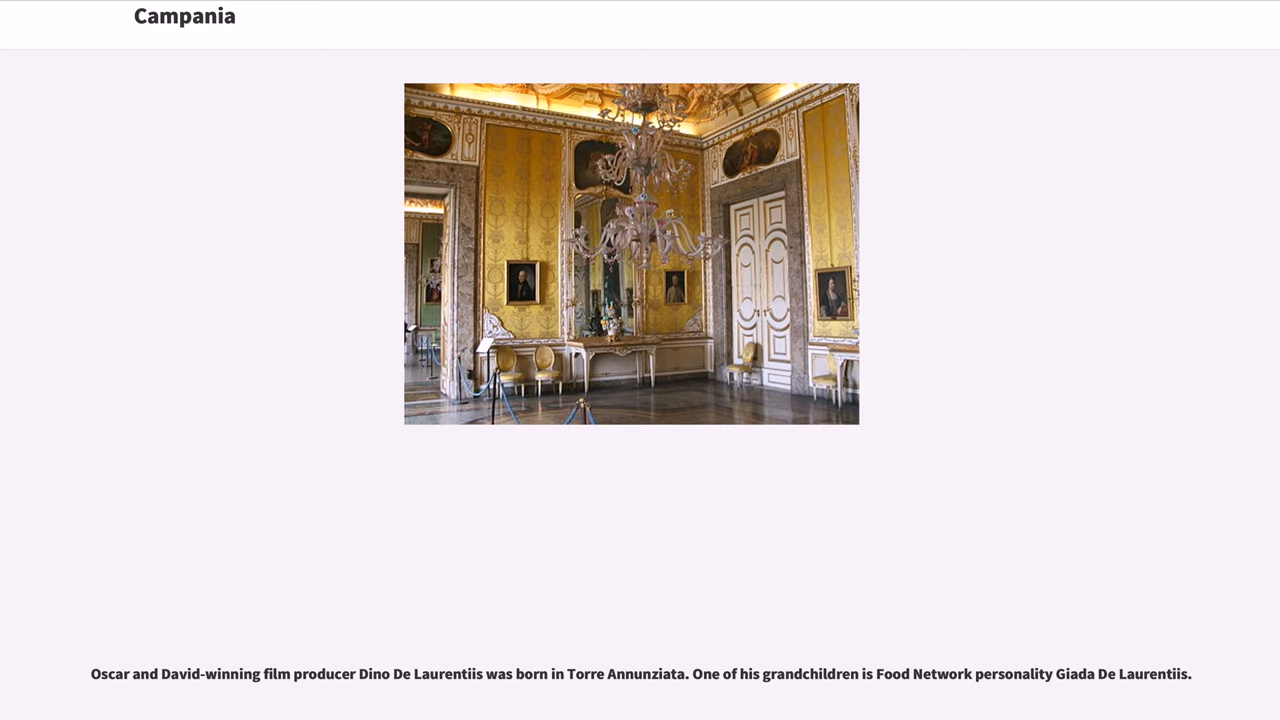 Campania
Oscar and David-winning film producer Dino De Laurentiis was born in Torre Annunziata. One of his grandchildren is Food Network personality Giada De Laurentiis.